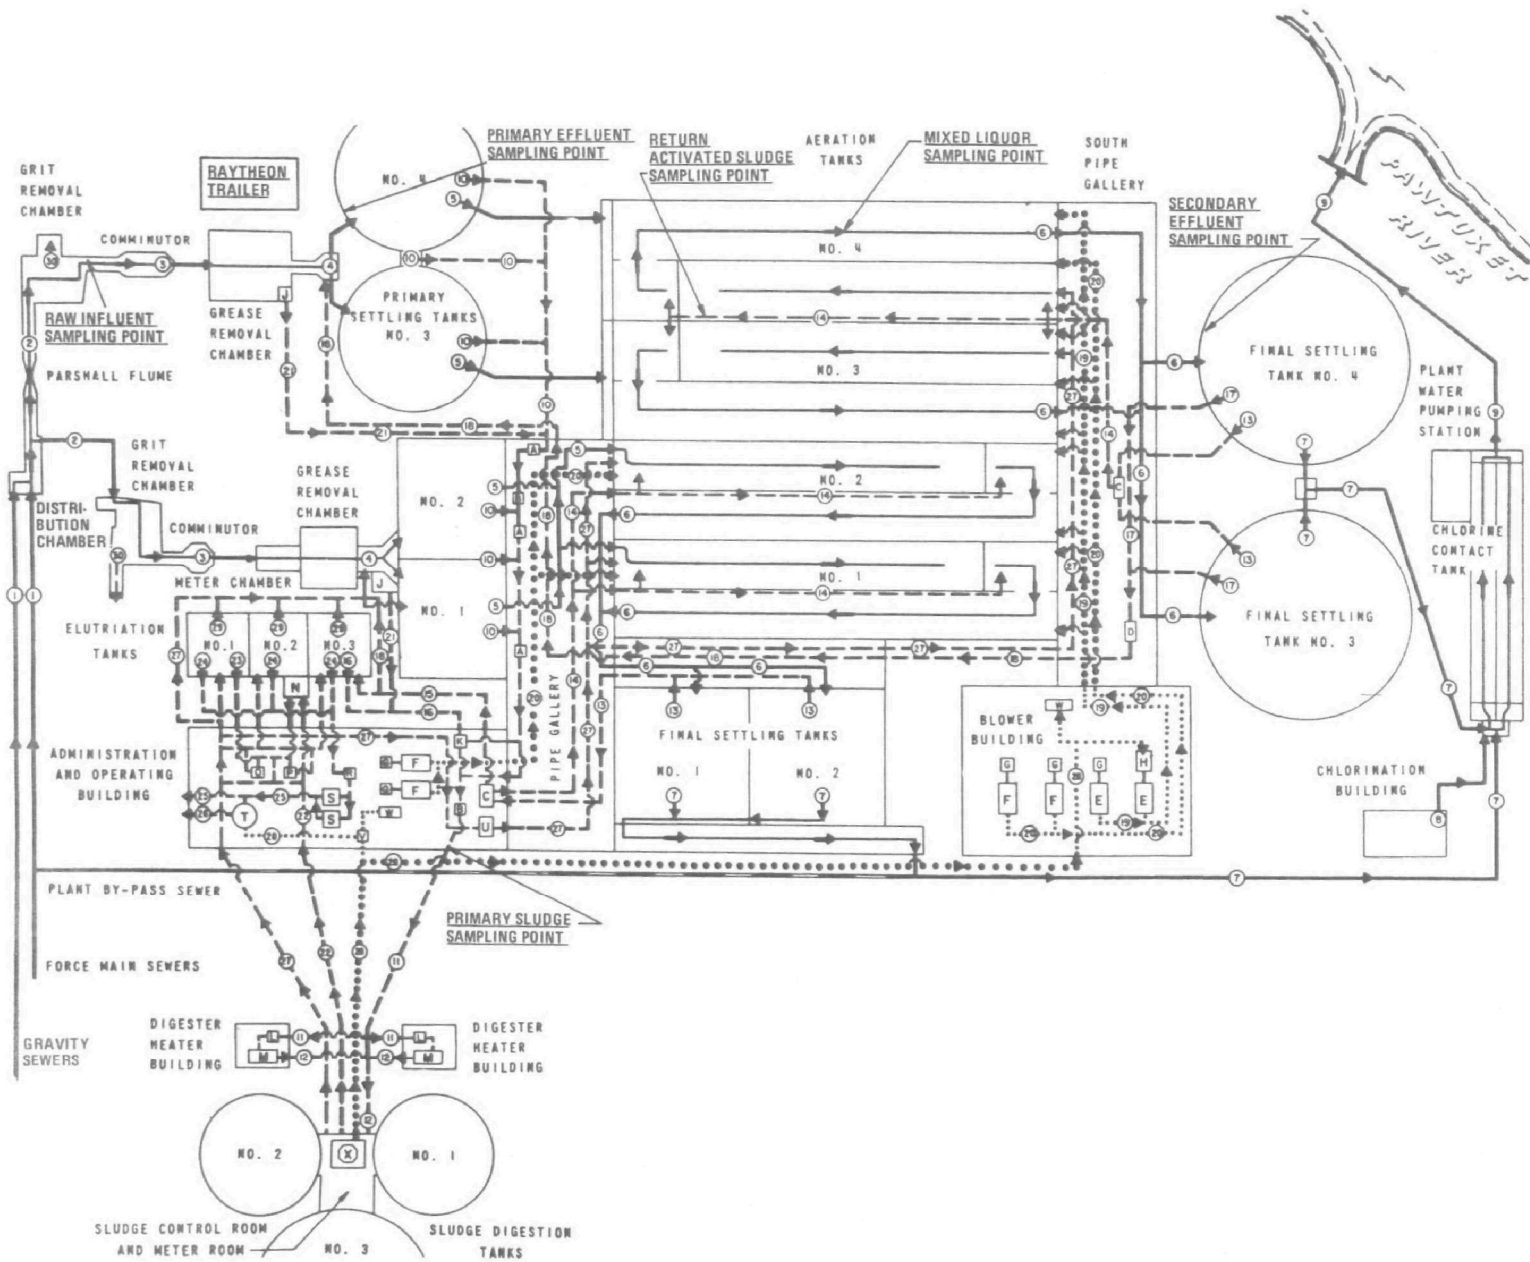 PRIMARY EFFLUENT
SAMPLING POINT
RETURN
ACTIVATED SLUDGE
SAMPLING POINT
AERATION
TANKS
MIXED LIQUOR
SAMPLING POINT
SOUTH
PIPE
GALLERY
PAWTUXET
RIVER
GRIT
REMOVAL
CHAMBER
RAYTHEON
TRAILER
NO. 4
SECONDARY
EFFLUENT
SAMPLING POINT
COMMINUTOR
NO. 4
RAW INFLUENT
SAMPLING POINT
GREASE
REMOVAL
CHAMBER
PRIMARY
SETTLING TANKS
NO. 3
PARSHALL FLUME
NO. 3
FINAL SETTLING
TANK NO. 4
PLANT
WATER
PUMPING
STATION
GRIT
REMOVAL
CHAMBER
GREASE
REMOVAL
CHAMBER
NO. 2
NO. 2
DISTRI-
BUTION
CHAMBER
COMMINUTOR
CHLORINE
CONTACT
TANK
METER CHAMBER
NO. 1
NO. 1
FINAL SETTLING
TANK NO. 3
ELUTRIATION
TANKS
NO. 1
NO. 2
NO. 3
PIPE GALLERY
FINAL SETTLING TANKS
NO. 1
NO. 2
BLOWER
BUILDING
ADMINISTRATION
AND OPERATING
BUILDING
CHLORINATION
BUILDING
PLANT BY-PASS SEWER
PRIMARY SLUDGE
SAMPLING POINT
FORCE MAIN SEWERS
GRAVITY
SEWERS
DIGESTER
HEATER
BUILDING
DIGESTER
HEATER
BUILDING
NO. 2
X
NO. 1
SLUDGE CONTROL ROOM
AND METER ROOM
NO. 3
SLUDGE DIGESTION
TANKS